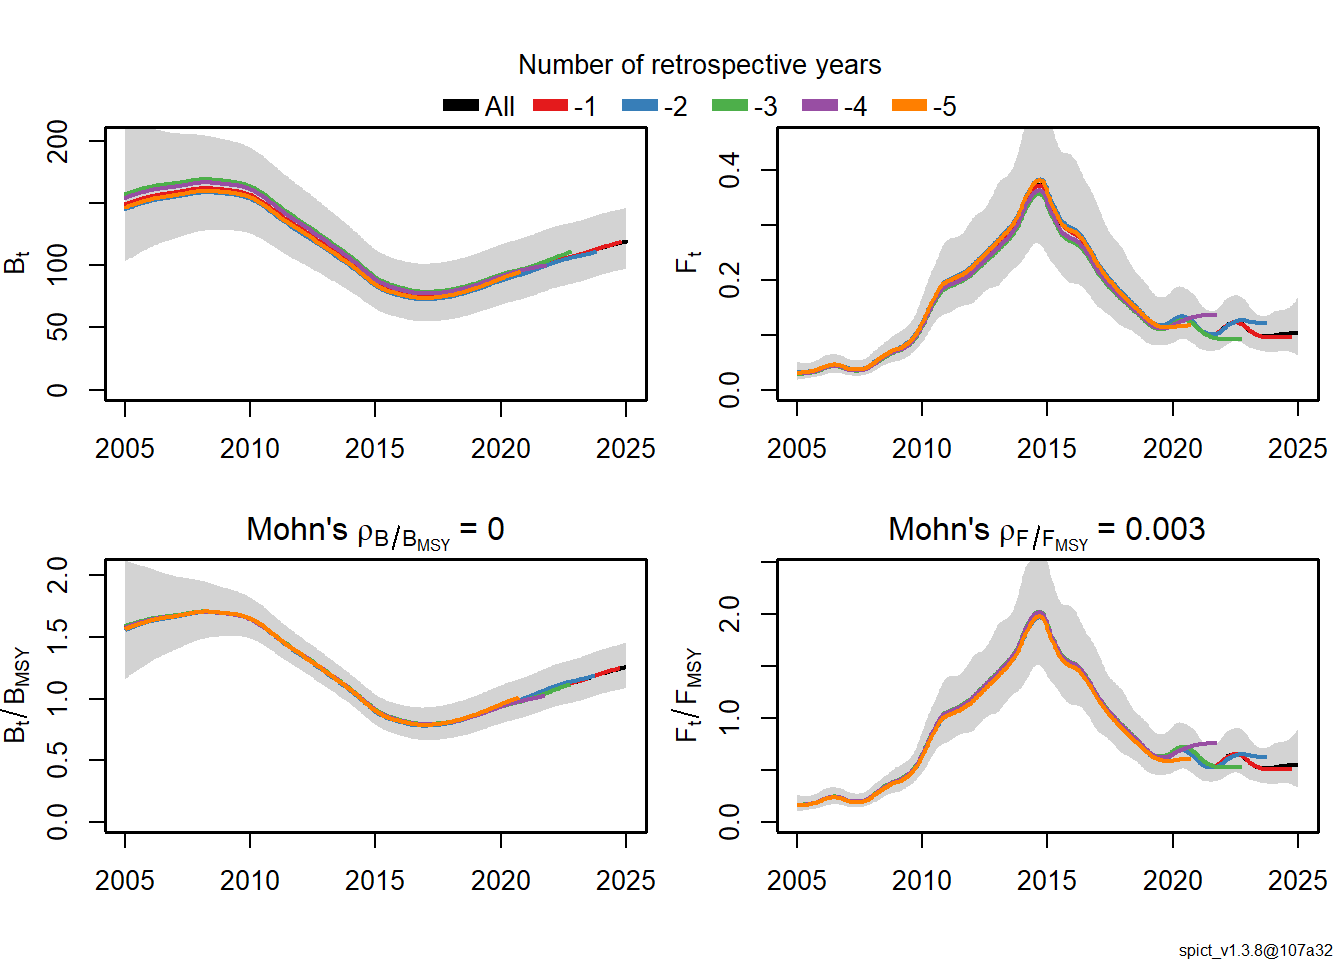 Number of retrospective years
All -1 -2 -3 -4 -5
Bt
200
100
50
0
2005 2010 2015 2020 2025
Ft
0.4
0.2
0.0
2005 2010 2015 2020 2025
Mohn's ρB/BMSY = 0
Bt/BMSY
2.0
1.5
1.0
0.5
0.0
2005 2010 2015 2020 2025
Mohn's ρF/FMSY = 0.003
Ft/FMSY
2.0
1.0
0.0
2005 2010 2015 2020 2025
spict_v1.3.8@107a32